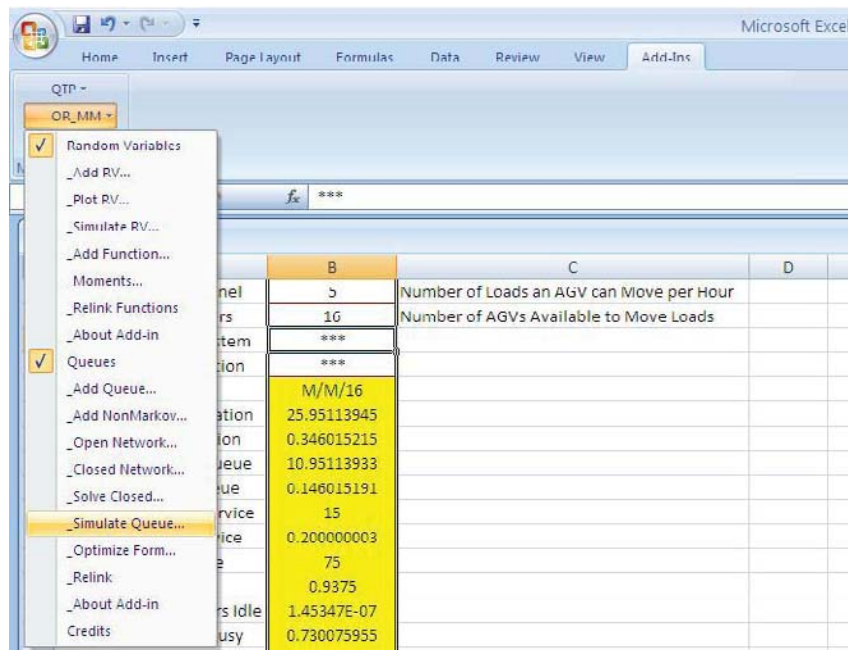 Microsoft Excel
Home Insert Page Layout Formulas Data Review View Add-Ins
QTP
OR_MM
Random Variables
_Add RV...
_Plot RV...
_Simulate RV...
_Add Function...
Moments...
_Relink Functions
_About Add-in
Queues
_Add Queue...
_Add NonMarkov...
_Open Network...
_Closed Network...
_Solve Closed...
_Simulate Queue...
_Optimize Form...
_Relink
_About Add-in
Credits
fx ***
B C D
nel 5 Number of Loads an AGV can Move per Hour
rs 16 Number of AGVs Available to Move Loads
tem ***
tion ***
M/M/16
ation 25.95113945
ion 0.346015215
ueue 10.95113933
ue 0.146015191
rvice 15
ice 0.200000003
e 75
0.9375
rs Idle 1.45347E-07
usy 0.730075955